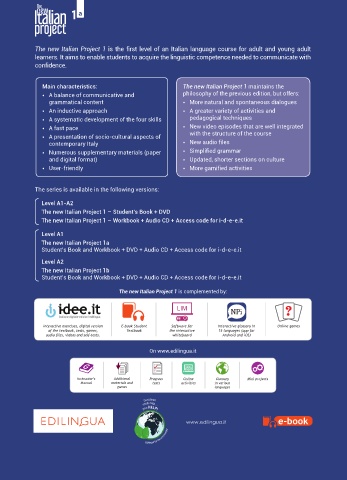 The
new
Italian
project
1a
The new Italian Project 1 is the first level of an Italian language course for adult and young adult
learners. It aims to enable students to acquire the linguistic competence needed to communicate with
confidence.
Main characteristics:
• A balance of communicative and
grammatical content
• An inductive approach
• A systematic development of the four skills
• A fast pace
• A presentation of socio-cultural aspects of
contemporary Italy
• Numerous supplementary materials (paper
and digital format)
• User-friendly
The new Italian Project 1 maintains the
philosophy of the previous edition, but offers:
• More natural and spontaneous dialogues
• A greater variety of activities and
pedagogical techniques
• New video episodes that are well integrated
with the structure of the course
• New audio files
• Simplified grammar
• Updated, shorter sections on culture
• More gamified activities
The series is available in the following versions:
Level A1-A2
The new Italian Project 1 – Student's Book + DVD
The new Italian Project 1 – Workbook + Audio CD + Access code for i-d-e-e.it
Level A1
The new Italian Project 1a
Student's Book and Workbook + DVD + Audio CD + Access code for i-d-e-e.it
Level A2
The new Italian Project 1b
Student's Book and Workbook + DVD + Audio CD + Access code for i-d-e-e.it
The new Italian Project 1 is complemented by:
idee.it
LIM
NPi
Interactive exercises, digital version
of the textbook, tests, games,
audio files, videos and test tests.
E-book Student
Textbook
Software for
the interactive
whiteboard
Interactive glossary in
15 languages (app for
Android and iOS)
Online games
On www.edilingua.it
Instructor's
manual
Additional
materials and
games
Progress
tests
Online
activities
Glossary
in various
languages
Mini projects
EDILINGUA
www.edilingua.it
e-book